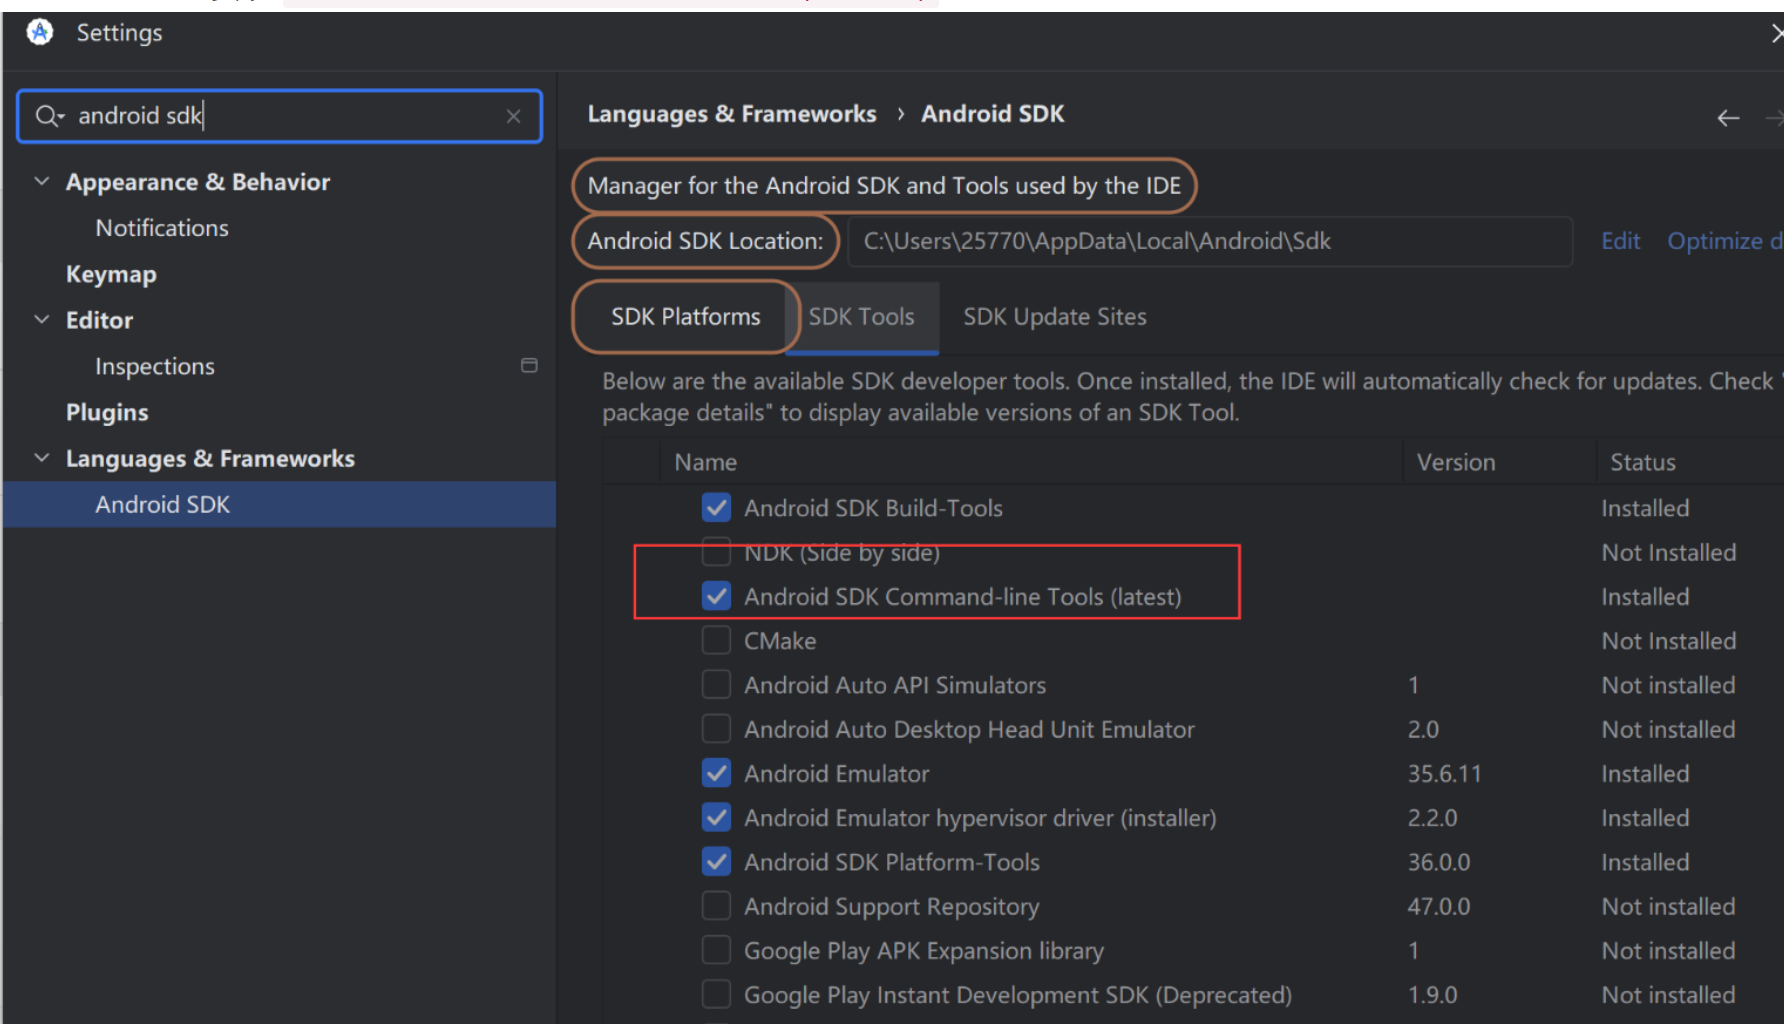 Settings
android sdk
Appearance & Behavior
Notifications
Keymap
Editor
Inspections
Plugins
Languages & Frameworks
Android SDK
Languages & Frameworks › Android SDK
Manager for the Android SDK and Tools used by the IDE
Android SDK Location: C:\Users\25770\AppData\Local\Android\Sdk Edit Optimize d
SDK Platforms SDK Tools SDK Update Sites
Below are the available SDK developer tools. Once installed, the IDE will automatically check for updates. Check "
package details" to display available versions of an SDK Tool.
Name Version Status
Android SDK Build-Tools Installed
NDK (Side by side) Not Installed
Android SDK Command-line Tools (latest) Installed
CMake Not Installed
Android Auto API Simulators 1 Not installed
Android Auto Desktop Head Unit Emulator 2.0 Not installed
Android Emulator 35.6.11 Installed
Android Emulator hypervisor driver (installer) 2.2.0 Installed
Android SDK Platform-Tools 36.0.0 Installed
Android Support Repository 47.0.0 Not installed
Google Play APK Expansion library 1 Not installed
Google Play Instant Development SDK (Deprecated) 1.9.0 Not installed